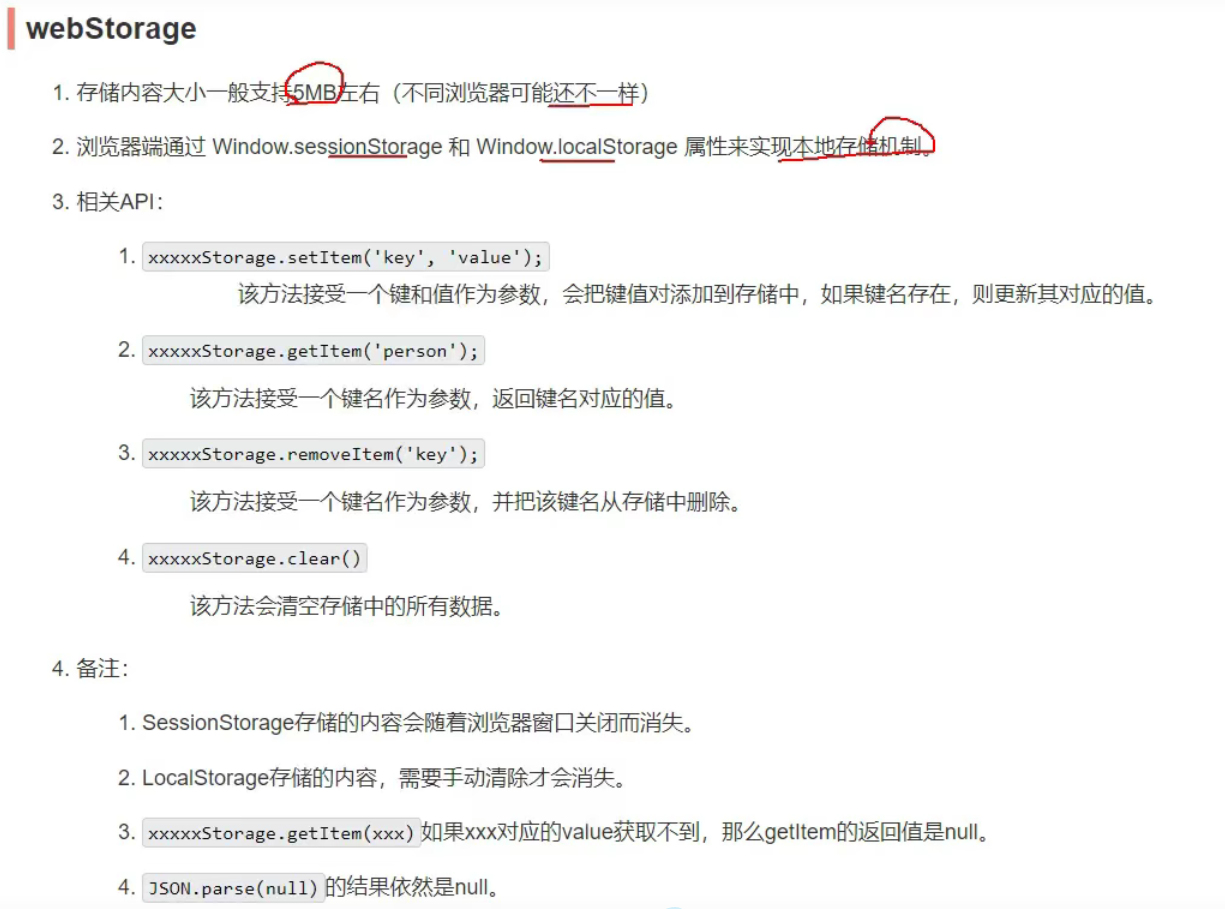 webStorage
1. 存储内容大小一般支持5MB左右（不同浏览器可能还不一样）
2. 浏览器端通过 Window.sessionStorage 和 Window.localStorage 属性来实现本地存储机制。
3. 相关API：
1. xxxxxStorage.setItem('key', 'value');
该方法接受一个键和值作为参数，会把键值对添加到存储中，如果键名存在，则更新其对应的值。
2. xxxxxStorage.getItem('person');
该方法接受一个键名作为参数，返回键名对应的值。
3. xxxxxStorage.removeItem('key');
该方法接受一个键名作为参数，并把该键名从存储中删除。
4. xxxxxStorage.clear()
该方法会清空存储中的所有数据。
4. 备注：
1. SessionStorage存储的内容会随着浏览器窗口关闭而消失。
2. LocalStorage存储的内容，需要手动清除才会消失。
3. xxxxxStorage.getItem(xxx)如果xxx对应的value获取不到，那么getItem的返回值是null。
4. JSON.parse(null)的结果依然是null。